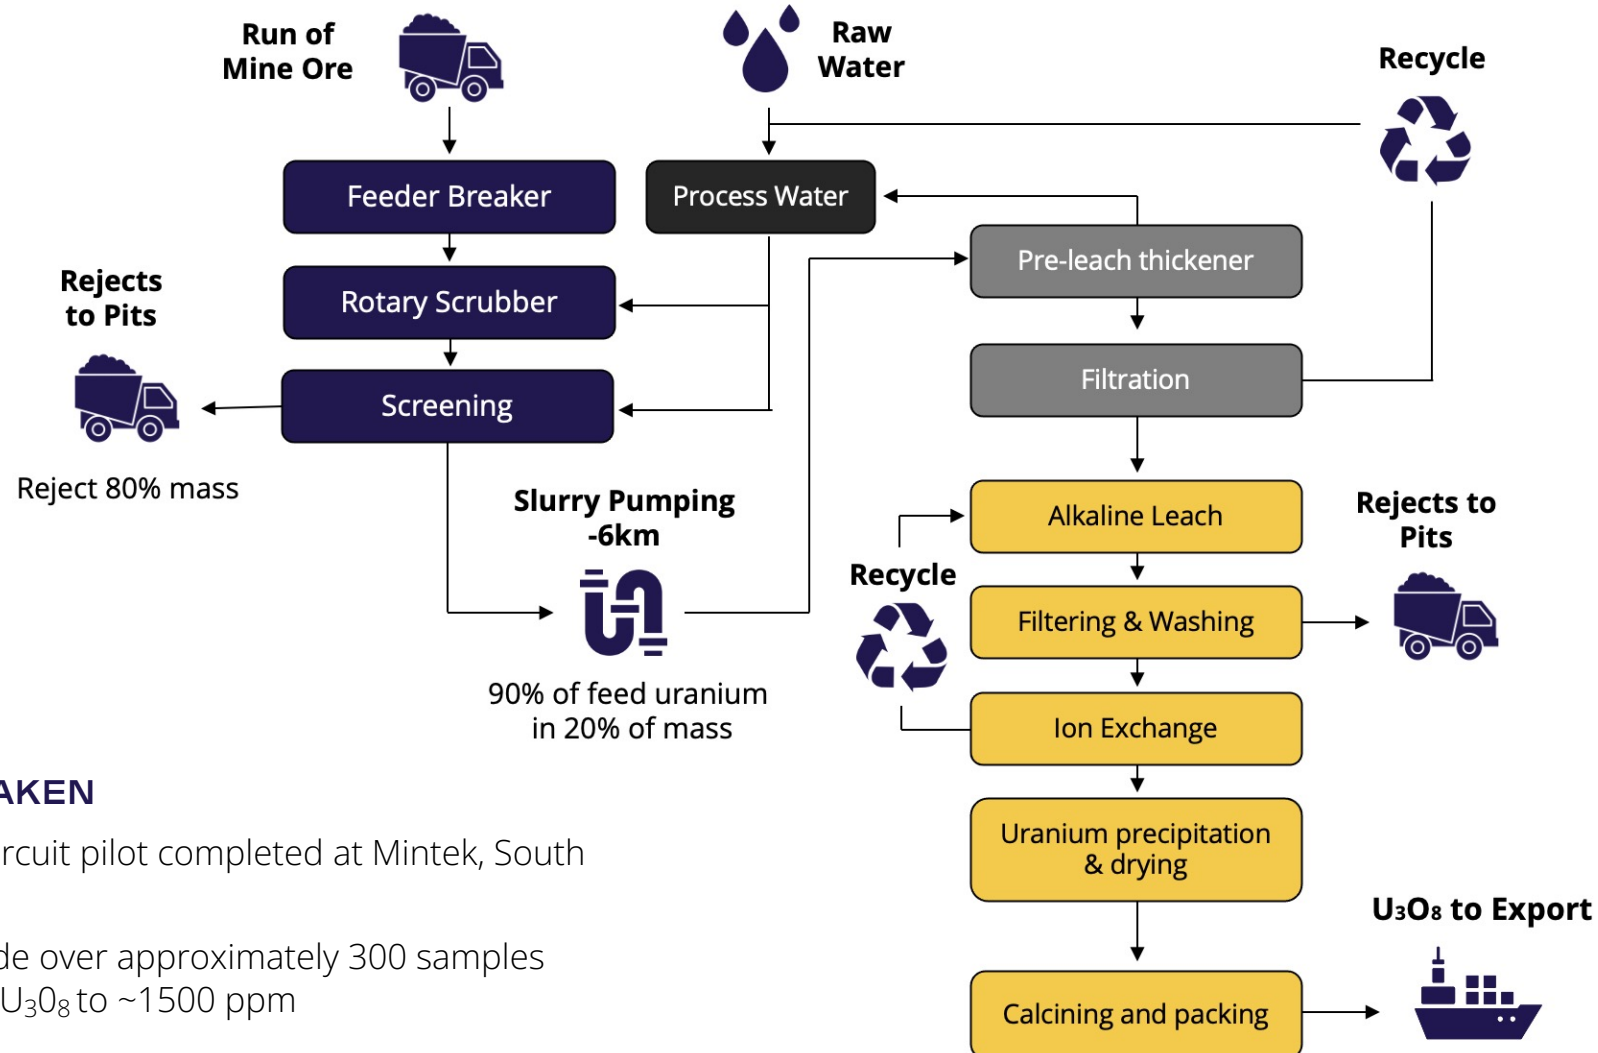 Run of
Mine Ore
Raw
Water
Recycle
Feeder Breaker
Process Water
Pre-leach thickener
Rejects
to Pits
Rotary Scrubber
Filtration
Screening
Reject 80% mass
Slurry Pumping
-6km
Alkaline Leach
Rejects to
Pits
Recycle
Filtering & Washing
90% of feed uranium
in 20% of mass
Ion Exchange
AKEN
Uranium precipitation
& drying
rcuit pilot completed at Mintek, South
U₃O₈ to Export
de over approximately 300 samples
U₃0₈ to ~1500 ppm
Calcining and packing